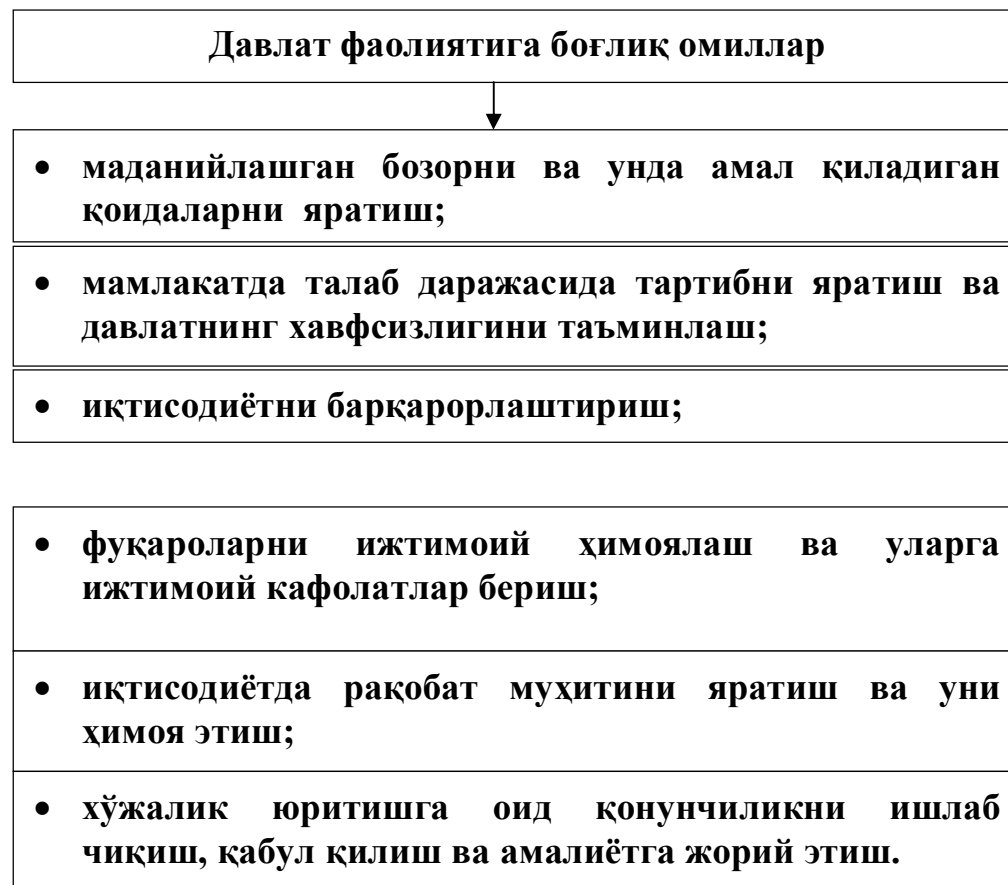 Давлат фаолиятига боғлиқ омиллар
• маданийлашган бозорни ва унда амал қиладиган
қоидаларни яратиш;
• мамлакатда талаб даражасида тартибни яратиш ва
давлатнинг хавфсизлигини таъминлаш;
• иқтисодиётни барқарорлаштириш;
• фуқароларни ижтимоий ҳимоялаш ва уларга
ижтимоий кафолатлар бериш;
• иқтисодиётда рақобат муҳитини яратиш ва уни
ҳимоя этиш;
• хўжалик юритишга оид қонунчиликни ишлаб
чиқиш, қабул қилиш ва амалиётга жорий этиш.